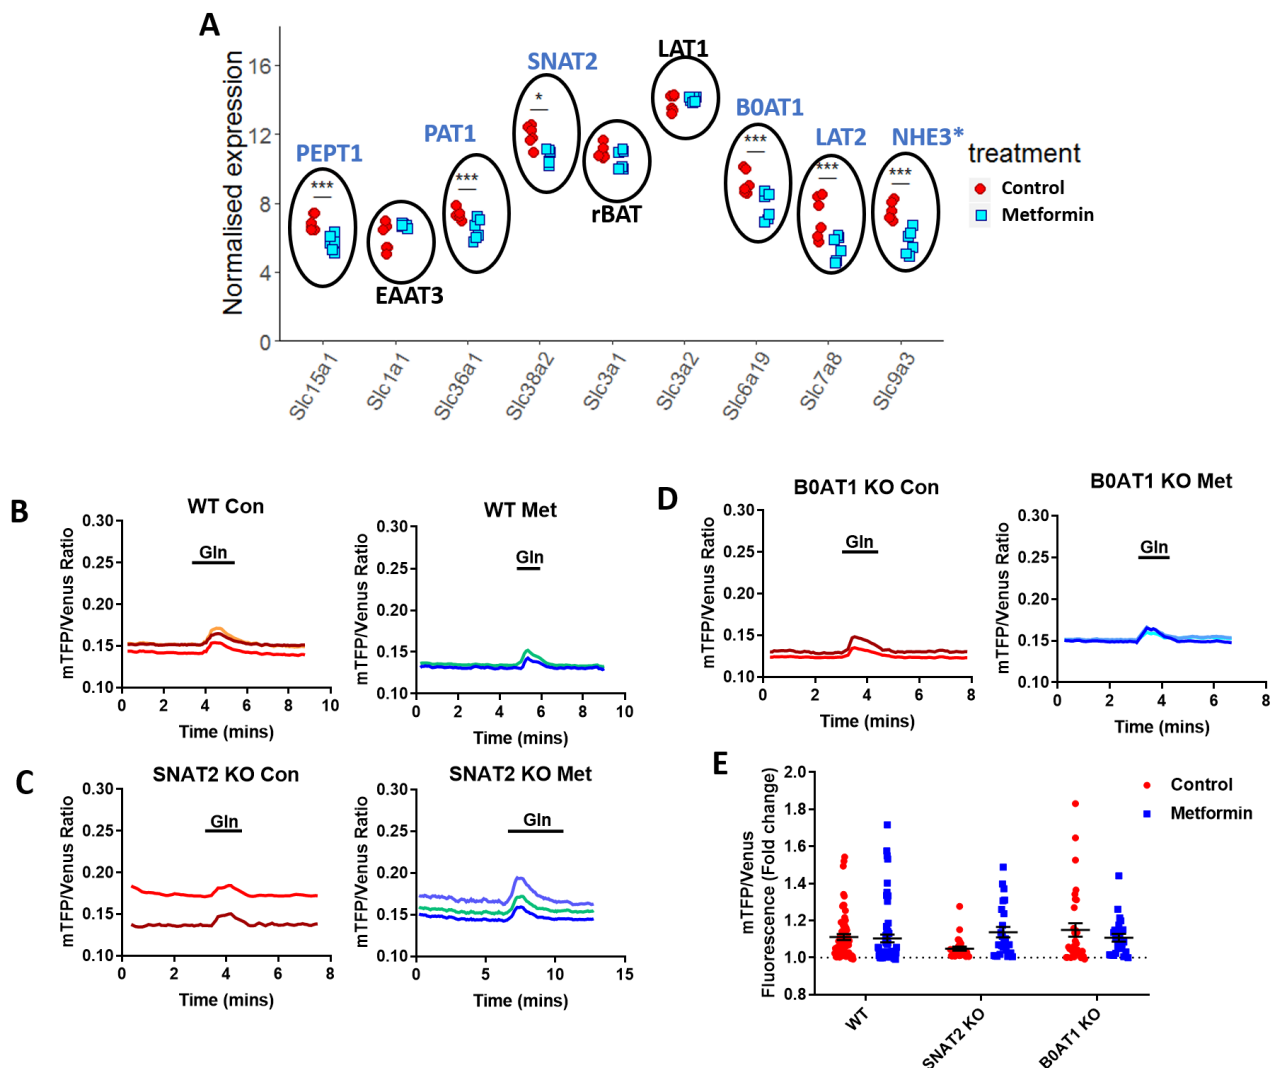 A
Normalised expression
16
12
8
4
0
PEPT1
***
EAAT3
PAT1
***
SNAT2
*
rBAT
LAT1
B0AT1
***
LAT2
***
NHE3*
***
treatment
Control
Metformin
Slc15a1
Slc1a1
Slc36a1
Slc38a2
Slc3a1
Slc3a2
Slc6a19
Slc7a8
Slc9a3
B
WT Con
mTFP/Venus Ratio
0.30
0.25
0.20
0.15
0.10
Gln
0 2 4 6 8 10
Time (mins)
WT Met
mTFP/Venus Ratio
0.30
0.25
0.20
0.15
0.10
Gln
0 2 4 6 8 10
Time (mins)
C
SNAT2 KO Con
mTFP/Venus Ratio
0.30
0.25
0.20
0.15
0.10
Gln
0 2 4 6 8
Time (mins)
SNAT2 KO Met
mTFP/Venus Ratio
0.30
0.25
0.20
0.15
0.10
Gln
0 5 10 15
Time (mins)
D
B0AT1 KO Con
mTFP/Venus Ratio
0.30
0.25
0.20
0.15
0.10
Gln
0 2 4 6 8
Time (mins)
B0AT1 KO Met
mTFP/Venus Ratio
0.30
0.25
0.20
0.15
0.10
Gln
0 2 4 6 8
Time (mins)
E
mTFP/Venus
Fluorescence (Fold change)
2.0
1.8
1.6
1.4
1.2
1.0
0.8
Control
Metformin
WT
SNAT2 KO
B0AT1 KO